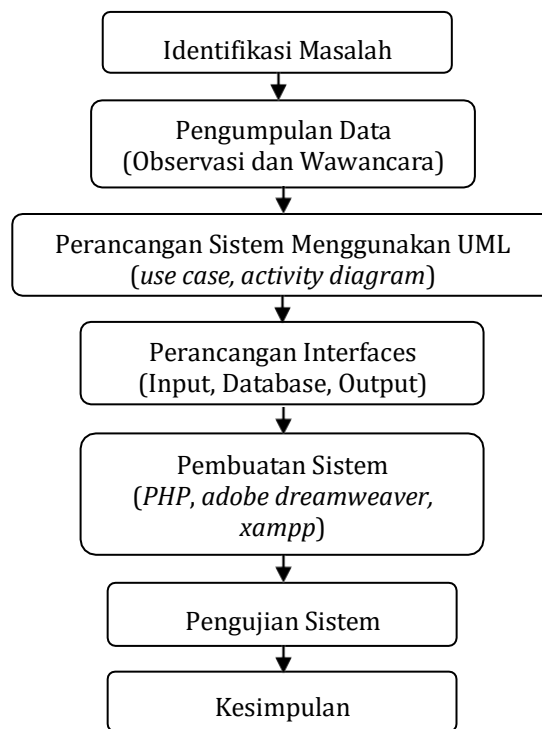 Identifikasi Masalah
Pengumpulan Data
(Observasi dan Wawancara)
Perancangan Sistem Menggunakan UML
(use case, activity diagram)
Perancangan Interfaces
(Input, Database, Output)
Pembuatan Sistem
(PHP, adobe dreamweaver,
xampp)
Pengujian Sistem
Kesimpulan